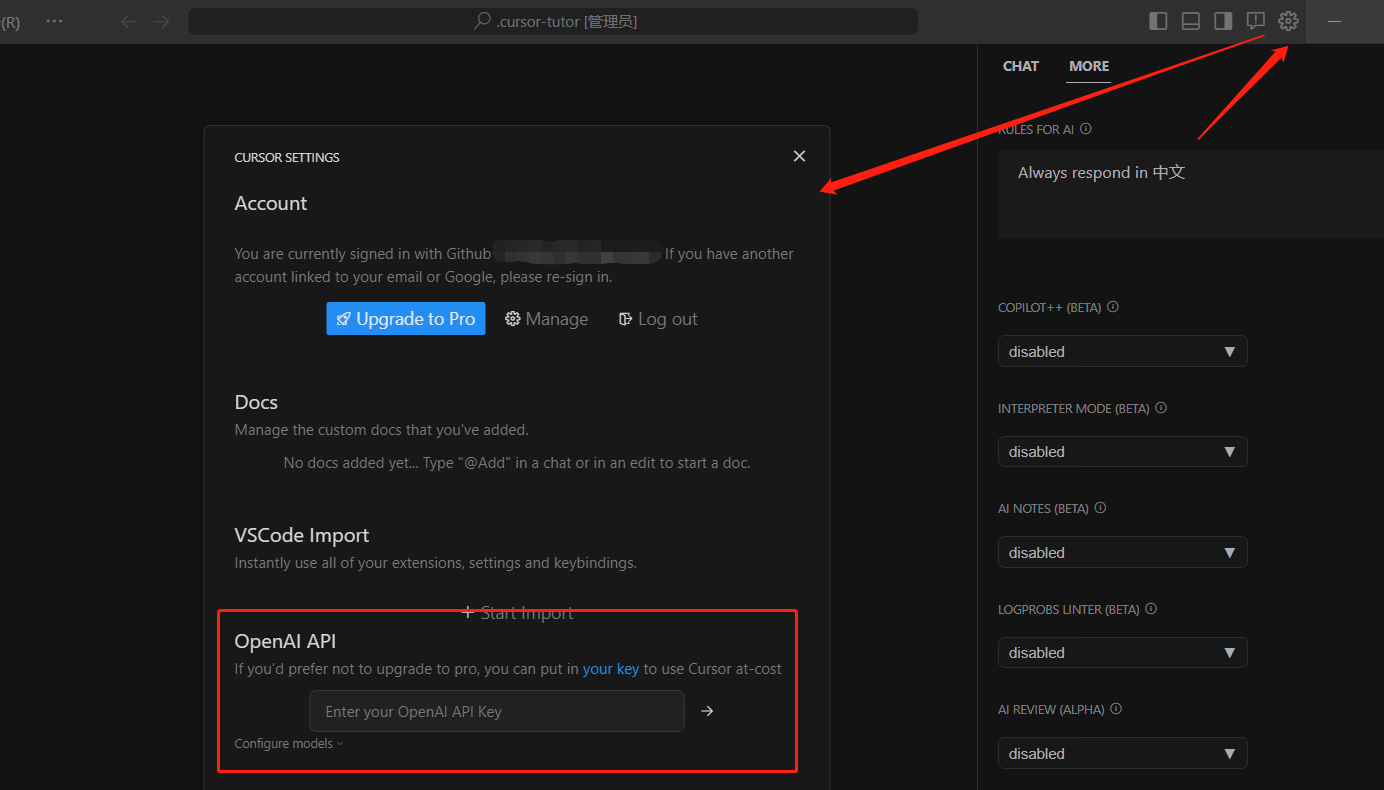 (R) ···
.cursor-tutor [管理员]
CURSOR SETTINGS
Account
You are currently signed in with Github If you have another
account linked to your email or Google, please re-sign in.
Upgrade to Pro Manage Log out
Docs
Manage the custom docs that you've added.
No docs added yet... Type "@Add" in a chat or in an edit to start a doc.
VSCode Import
Instantly use all of your extensions, settings and keybindings.
+ Start Import
OpenAI API
If you'd prefer not to upgrade to pro, you can put in your key to use Cursor at-cost
Enter your OpenAI API Key
Configure models
CHAT MORE
RULES FOR AI
Always respond in 中文
COPILOT++ (BETA)
disabled
INTERPRETER MODE (BETA)
disabled
AI NOTES (BETA)
disabled
LOGPROBS LINTER (BETA)
disabled
AI REVIEW (ALPHA)
disabled